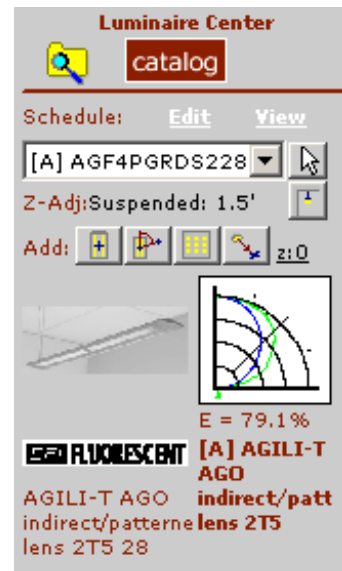 Luminaire Center
catalog
Schedule: Edit View
[A] AGF4PGRDS228
Z-Adj:Suspended: 1.5'
Add: z:0
E = 79.1%
FLUORESCENT
[A] AGILI-T
AGO
indirect/patt
lens 2T5
AGILI-T AGO
indirect/patterne
lens 2T5 28